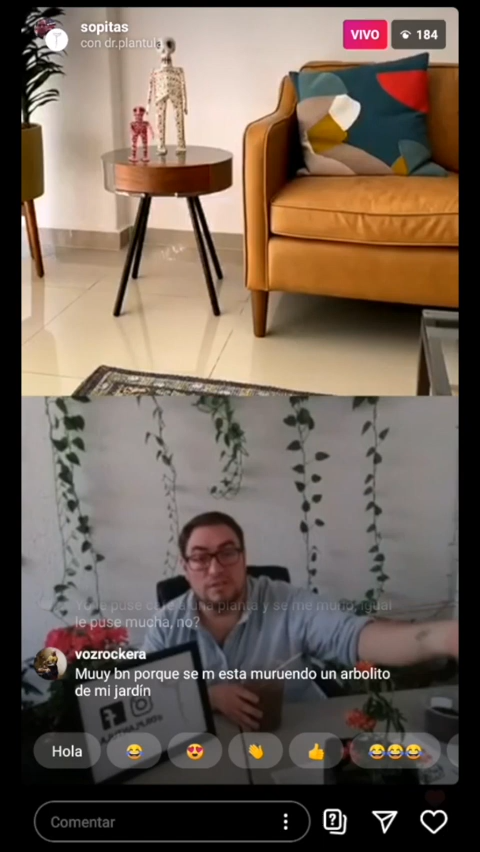 sopitas
con dr.plantula
VIVO
184
Yo le puse café a una planta y se me murió, igual
le puse mucha, no?
vozrockera
Muuy bn porque se m esta muruendo un arbolito
de mi jardín
Hola
Comentar